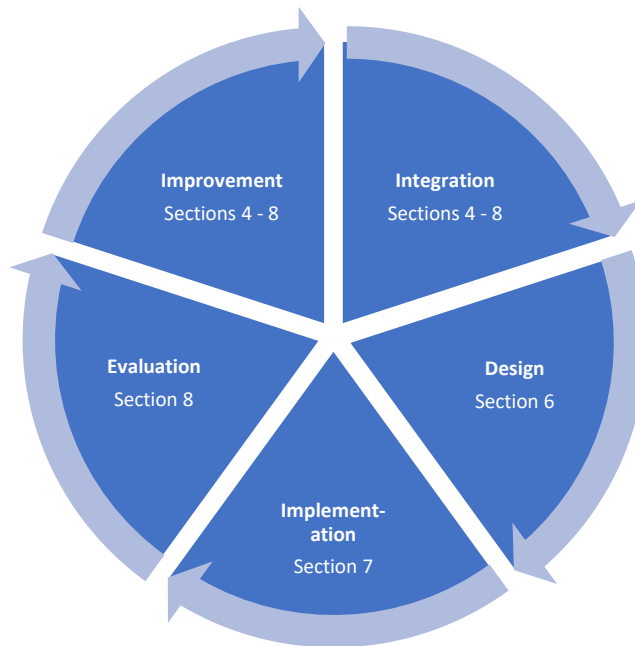 Improvement
Sections 4 - 8
Integration
Sections 4 - 8
Evaluation
Section 8
Design
Section 6
Implement-
ation
Section 7